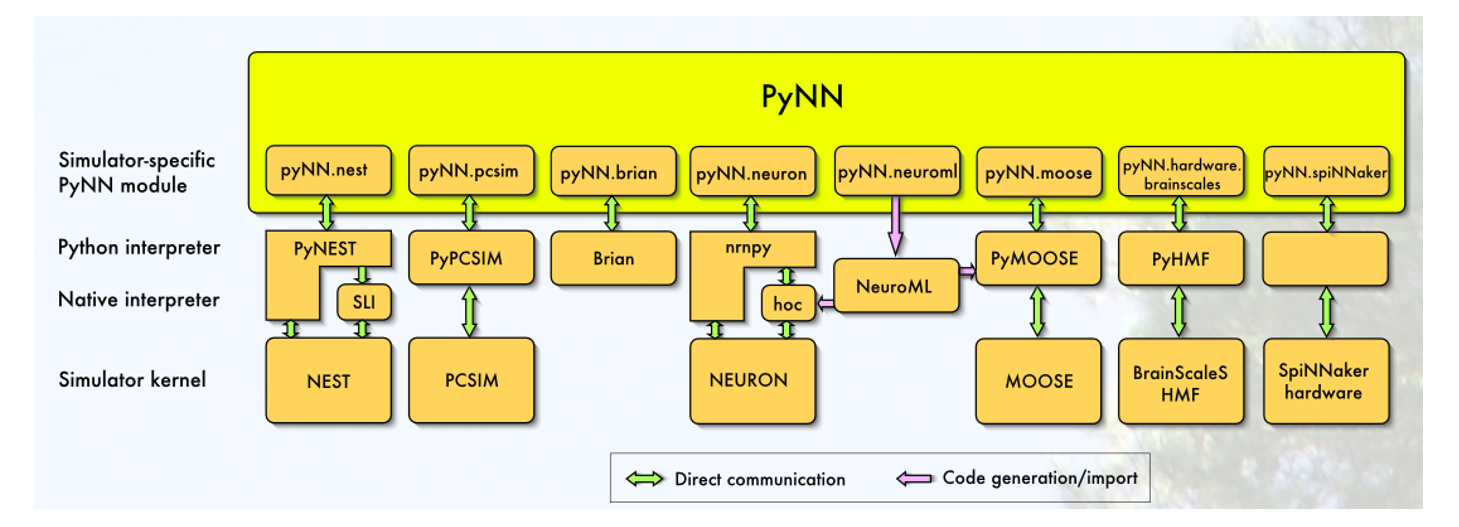 PyNN
Simulator-specific
PyNN module
pyNN.nest
pyNN.pcsim
pyNN.brian
pyNN.neuron
pyNN.neuroml
pyNN.moose
pyNN.hardware.
brainscales
pyNN.spiNNaker
Python interpreter
PyNEST
PyPCSIM
Brian
nrnpy
NeuroML
PyMOOSE
PyHMF
Native interpreter
SLI
hoc
Simulator kernel
NEST
PCSIM
NEURON
MOOSE
BrainScaleS
HMF
SpiNNaker
hardware
Direct communication
Code generation/import